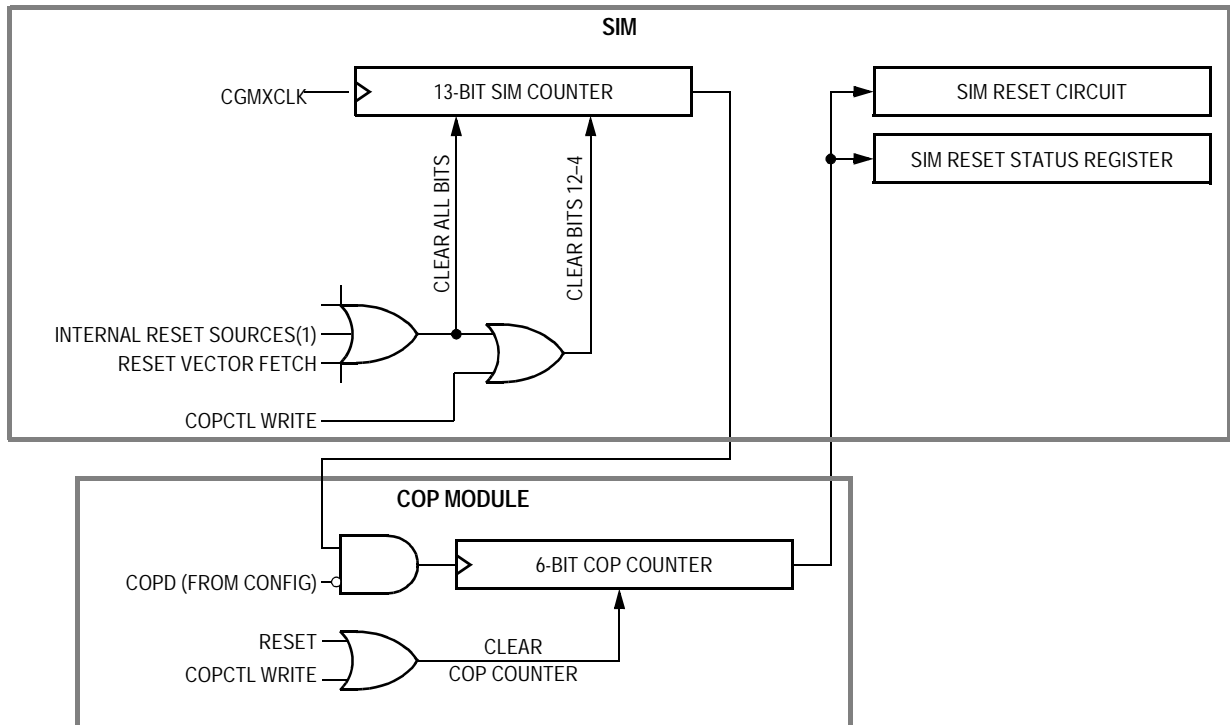 SIM
CGMXCLK
13-BIT SIM COUNTER
SIM RESET CIRCUIT
SIM RESET STATUS REGISTER
CLEAR ALL BITS
CLEAR BITS 12–4
INTERNAL RESET SOURCES(1)
RESET VECTOR FETCH
COPCTL WRITE
COP MODULE
6-BIT COP COUNTER
COPD (FROM CONFIG)
RESET
COPCTL WRITE
CLEAR
COP COUNTER